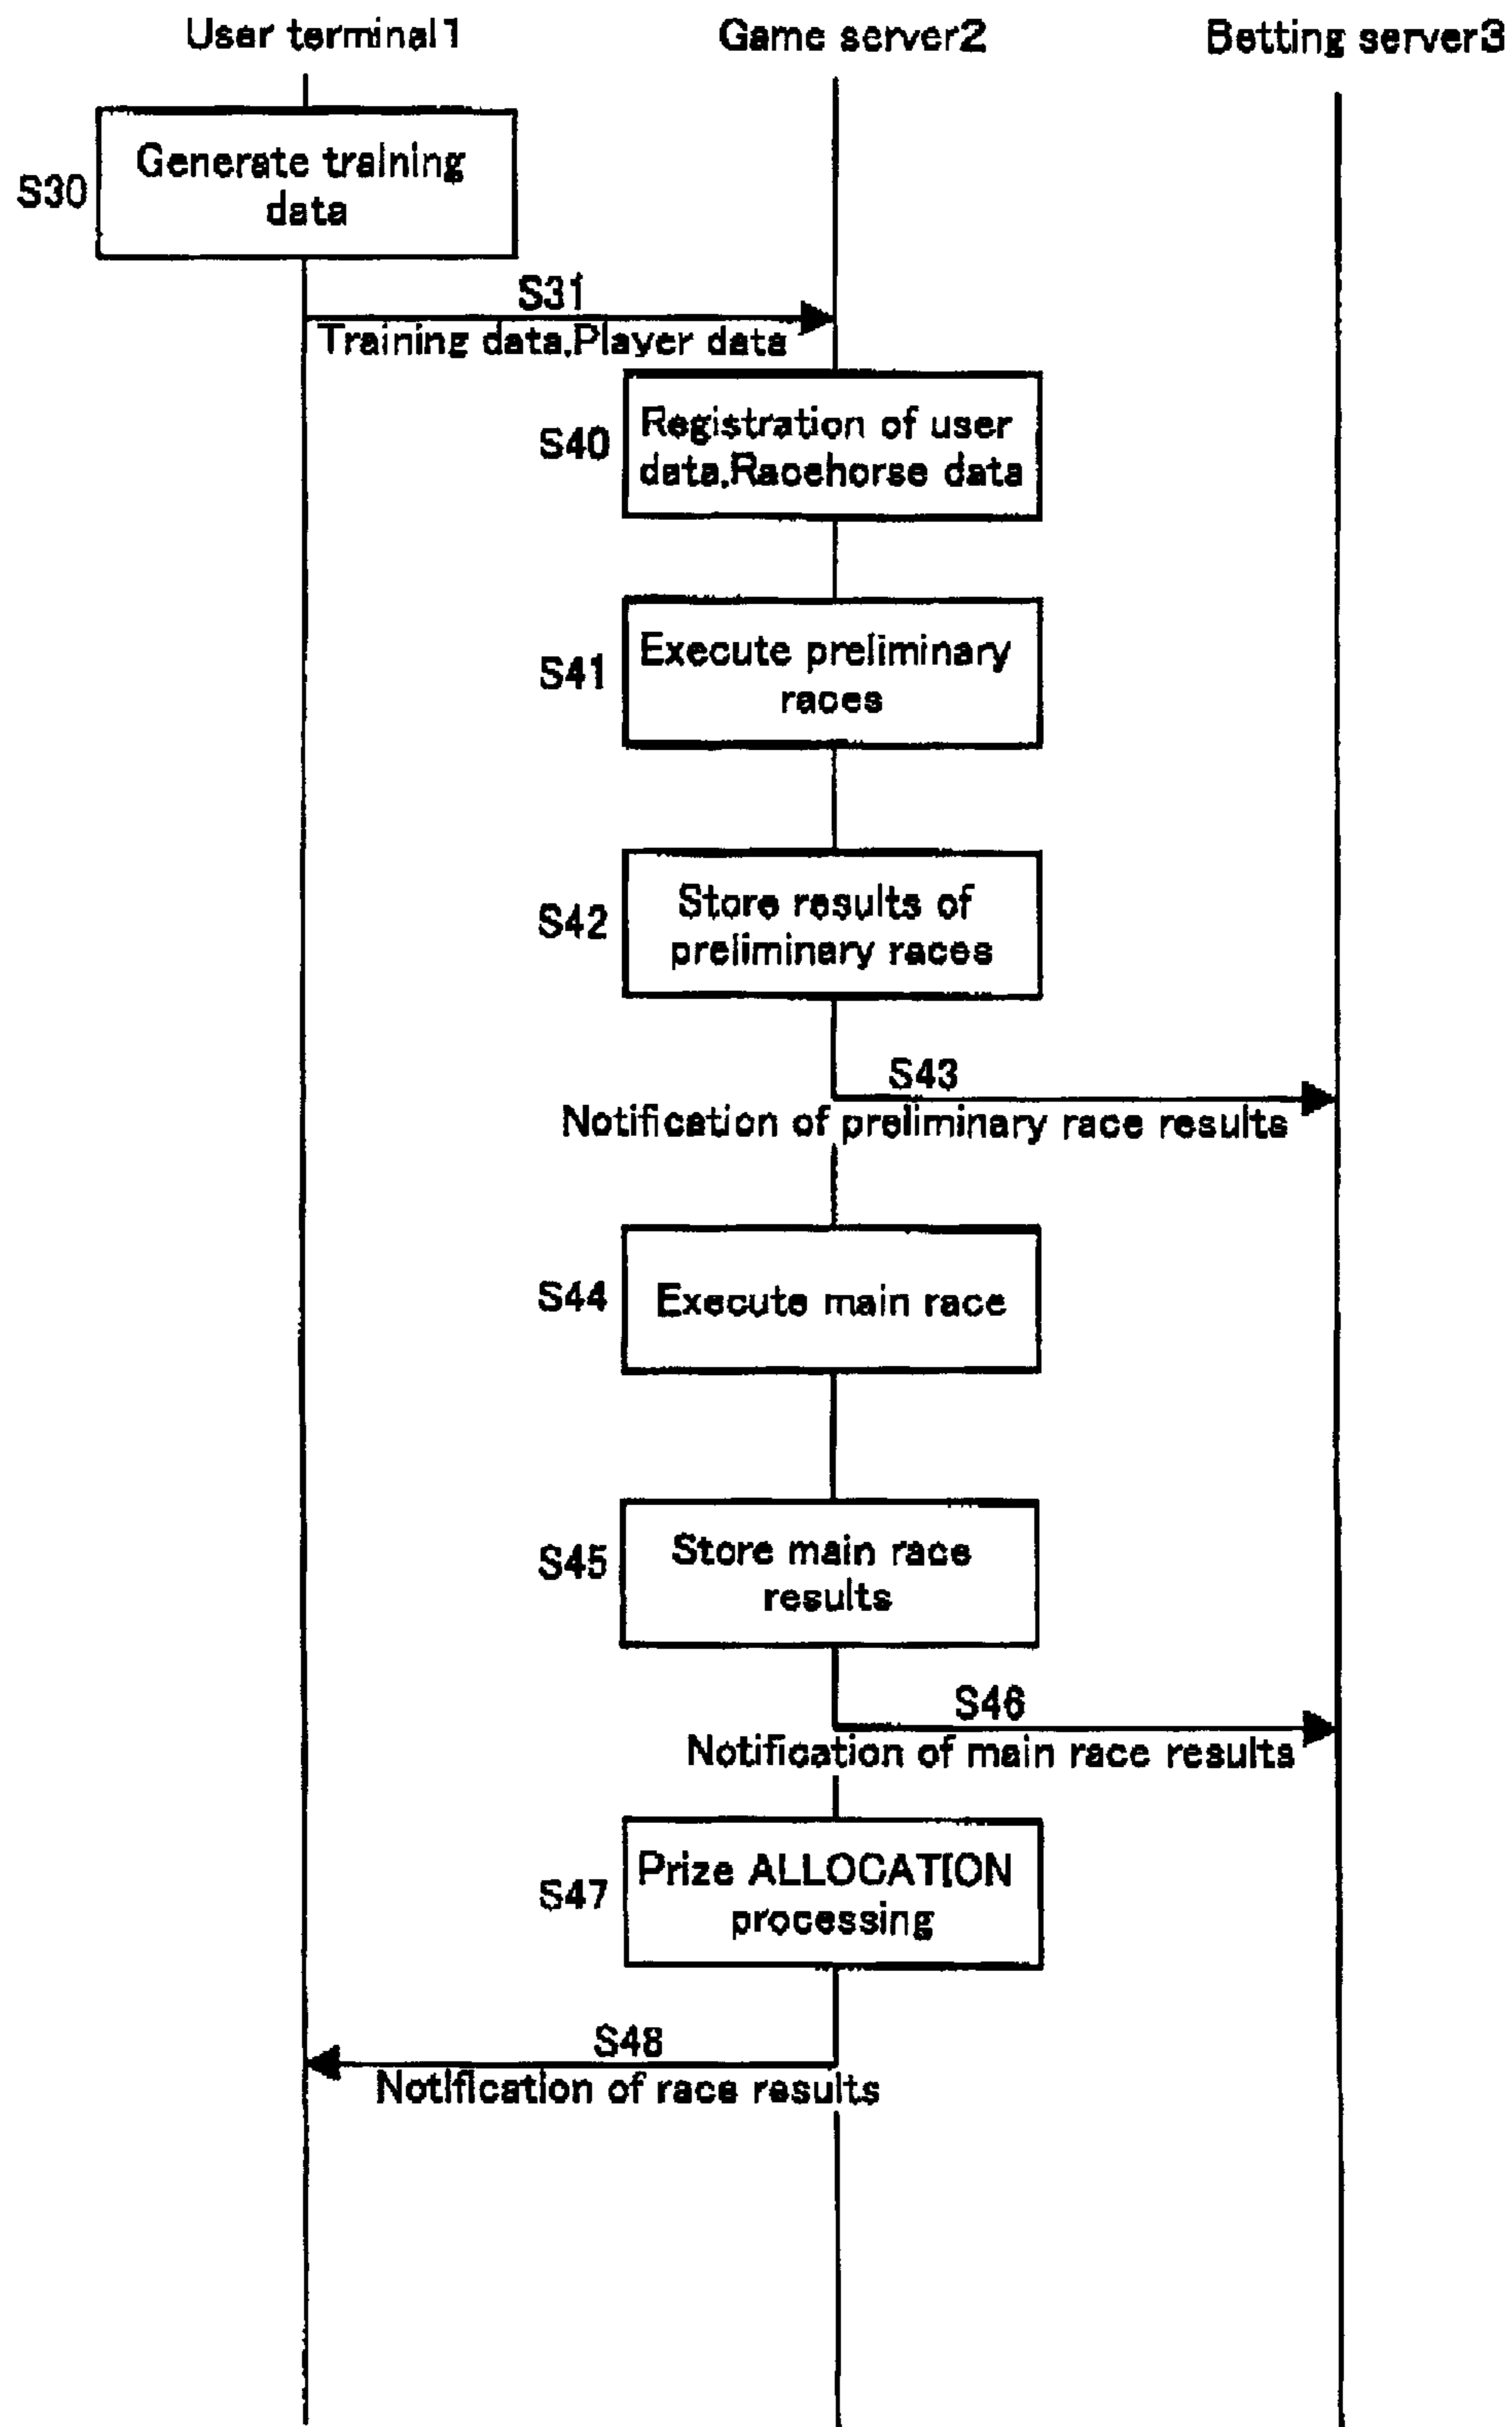 User terminal1
Game server2
Betting server3
S30
Generate training
data
S31
Training data,Player data
S40
Registration of user
data,Racehorse data
S41
Execute preliminary
races
S42
Store results of
preliminary races
S43
Notification of preliminary race results
S44
Execute main race
S45
Store main race
results
S46
Notification of main race results
S47
Prize ALLOCATION
processing
S48
Notification of race results